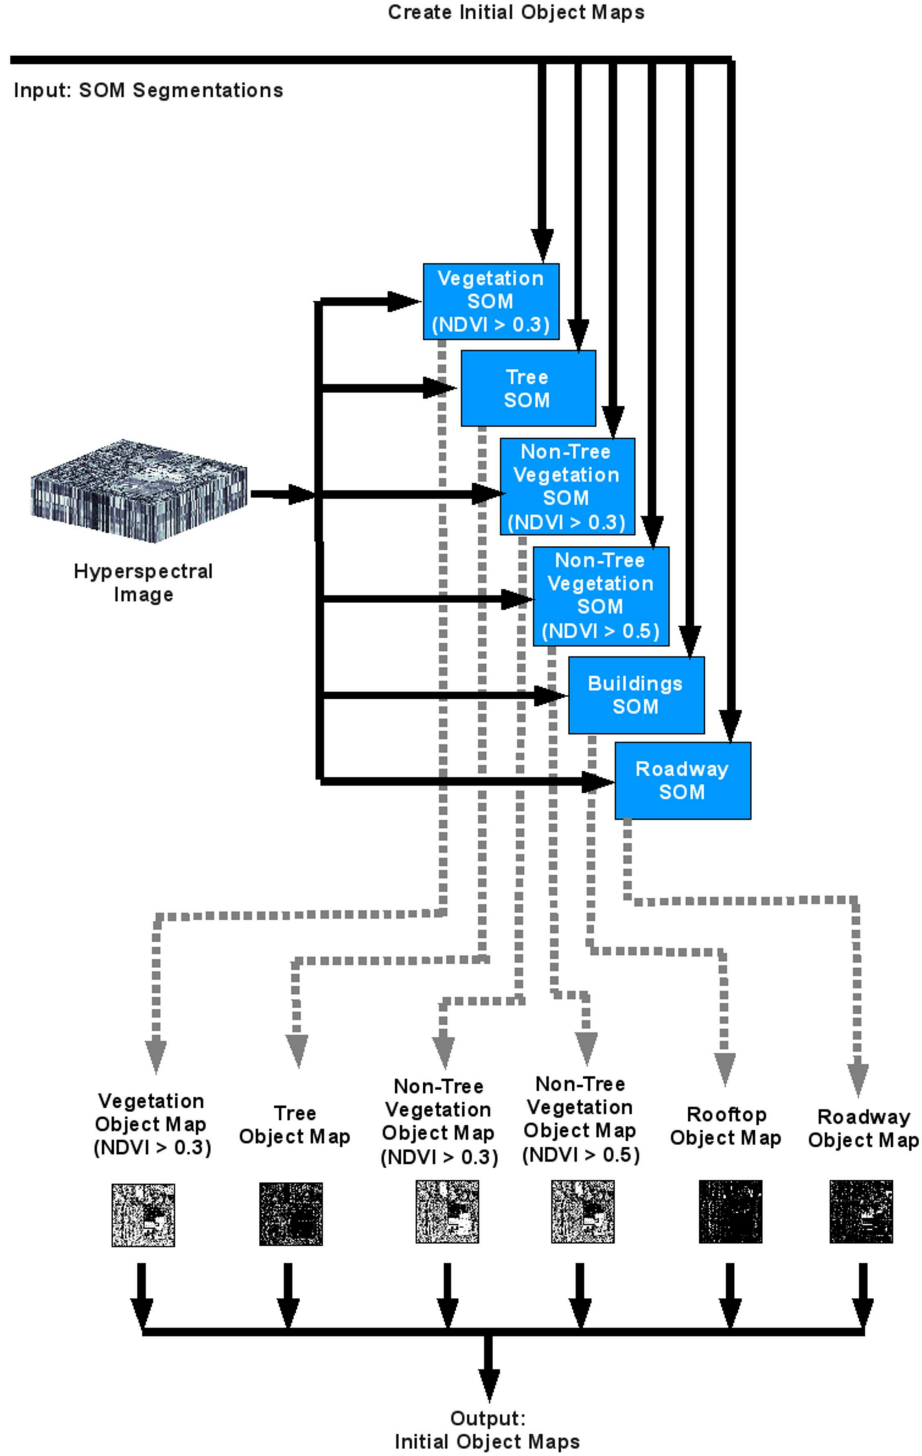 Create Initial Object Maps
Input: SOM Segmentations
Vegetation
SOM
(NDVI > 0.3)
Tree
SOM
Non-Tree
Vegetation
SOM
(NDVI > 0.3)
Hyperspectral
Image
Non-Tree
Vegetation
SOM
(NDVI > 0.5)
Buildings
SOM
Roadway
SOM
Vegetation
Object Map
(NDVI > 0.3)
Tree
Object Map
Non-Tree
Vegetation
Object Map
(NDVI > 0.3)
Non-Tree
Vegetation
Object Map
(NDVI > 0.5)
Rooftop
Object Map
Roadway
Object Map
Output:
Initial Object Maps